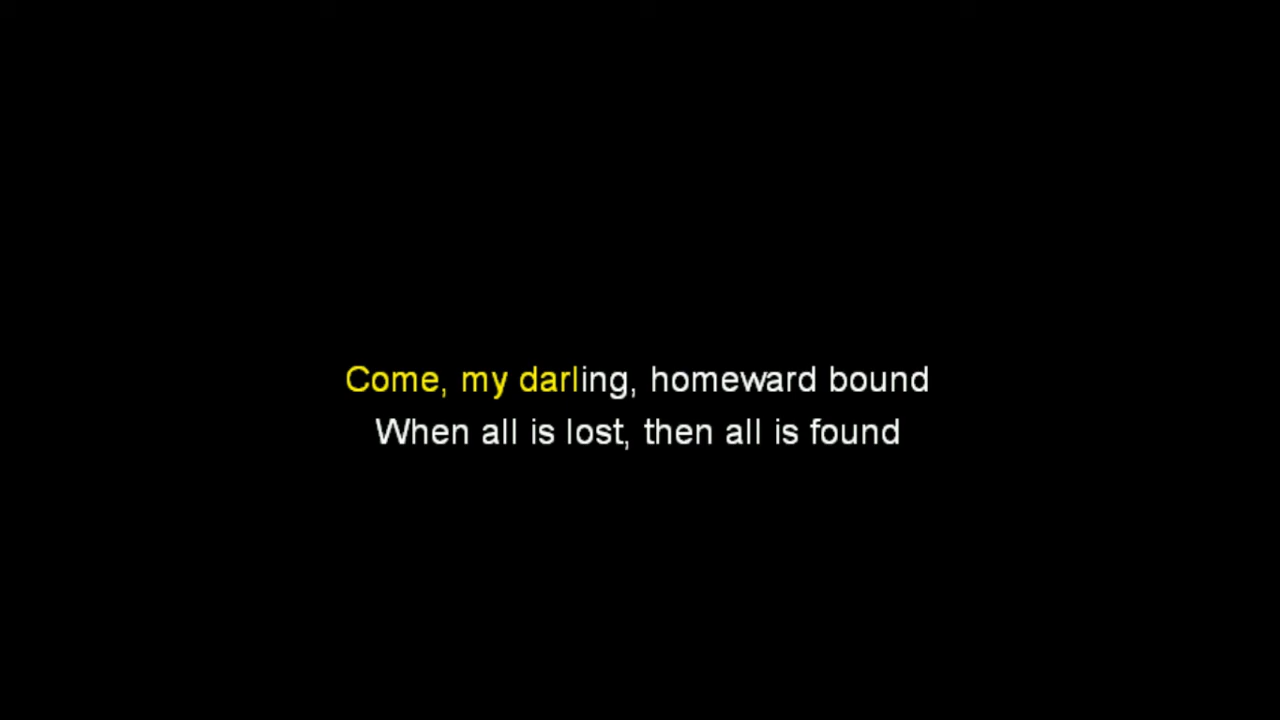 Come, my darling, homeward bound
When all is lost, then all is found